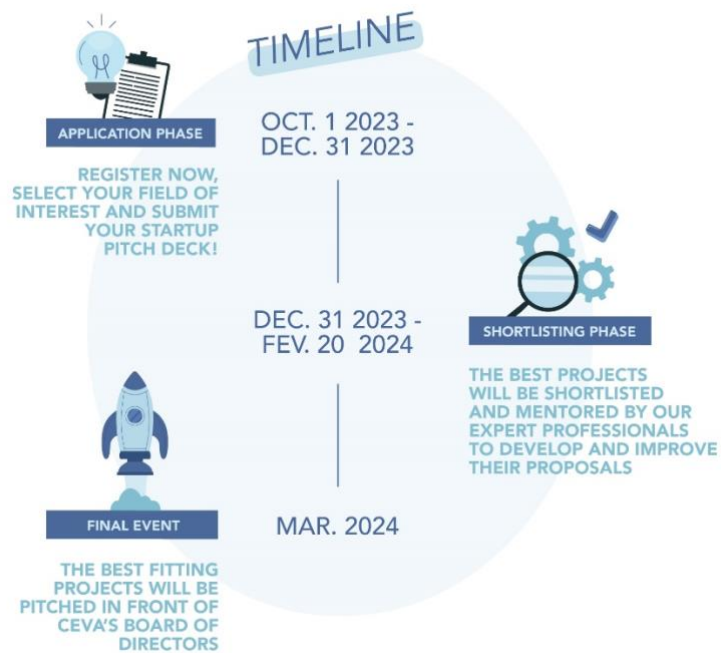 TIMELINE
APPLICATION PHASE
OCT. 1 2023 -
DEC. 31 2023
REGISTER NOW,
SELECT YOUR FIELD OF
INTEREST AND SUBMIT
YOUR STARTUP
PITCH DECK!
DEC. 31 2023 -
FEV. 20 2024
SHORTLISTING PHASE
THE BEST PROJECTS
WILL BE SHORTLISTED
AND MENTORED BY OUR
EXPERT PROFESSIONALS
TO DEVELOP AND IMPROVE
THEIR PROPOSALS
FINAL EVENT
MAR. 2024
THE BEST FITTING
PROJECTS WILL BE
PITCHED IN FRONT OF
CEVA'S BOARD OF
DIRECTORS